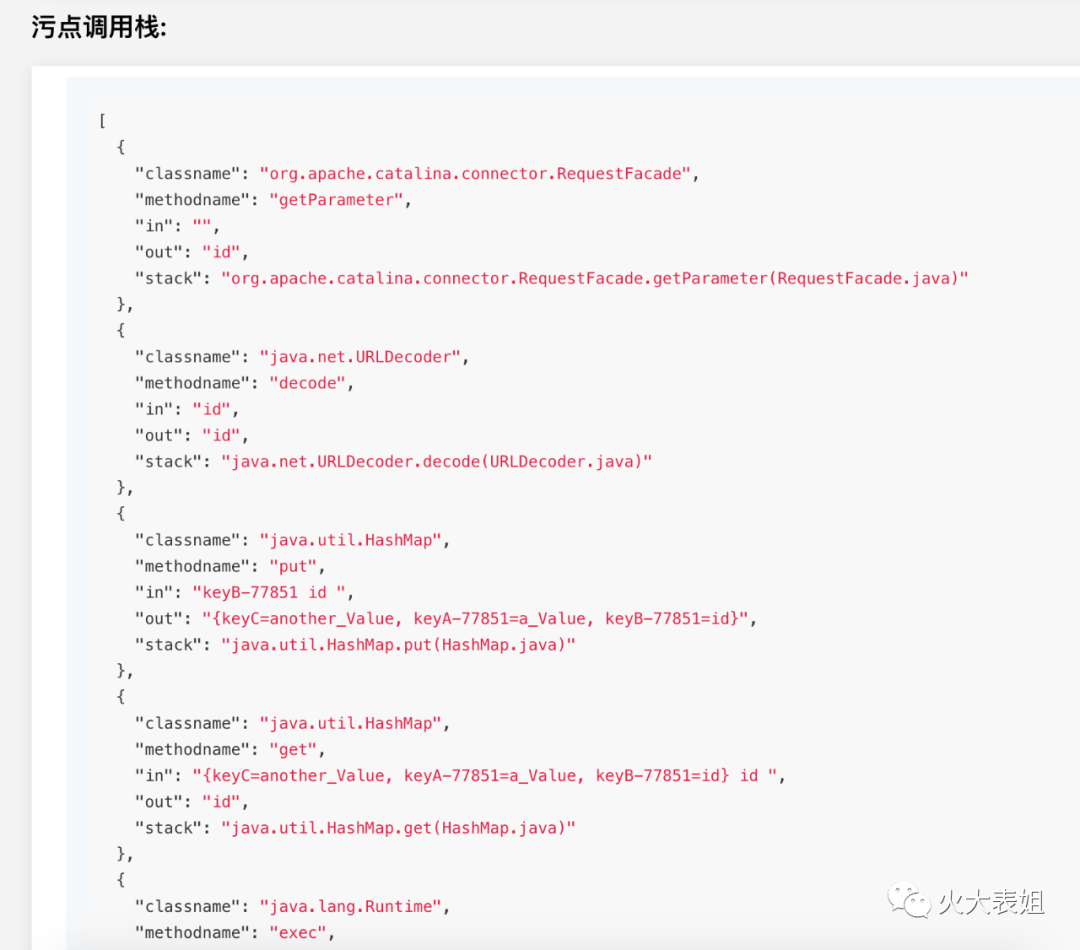 污点调用栈:
[
{
"classname": "org.apache.catalina.connector.RequestFacade",
"methodname": "getParameter",
"in": "",
"out": "id",
"stack": "org.apache.catalina.connector.RequestFacade.getParameter(RequestFacade.java)"
},
{
"classname": "java.net.URLDecoder",
"methodname": "decode",
"in": "id",
"out": "id",
"stack": "java.net.URLDecoder.decode(URLDecoder.java)"
},
{
"classname": "java.util.HashMap",
"methodname": "put",
"in": "keyB-77851 id ",
"out": "{keyC=another_Value, keyA-77851=a_Value, keyB-77851=id}",
"stack": "java.util.HashMap.put(HashMap.java)"
},
{
"classname": "java.util.HashMap",
"methodname": "get",
"in": "{keyC=another_Value, keyA-77851=a_Value, keyB-77851=id} id ",
"out": "id",
"stack": "java.util.HashMap.get(HashMap.java)"
},
{
"classname": "java.lang.Runtime",
"methodname": "exec",
火大表姐